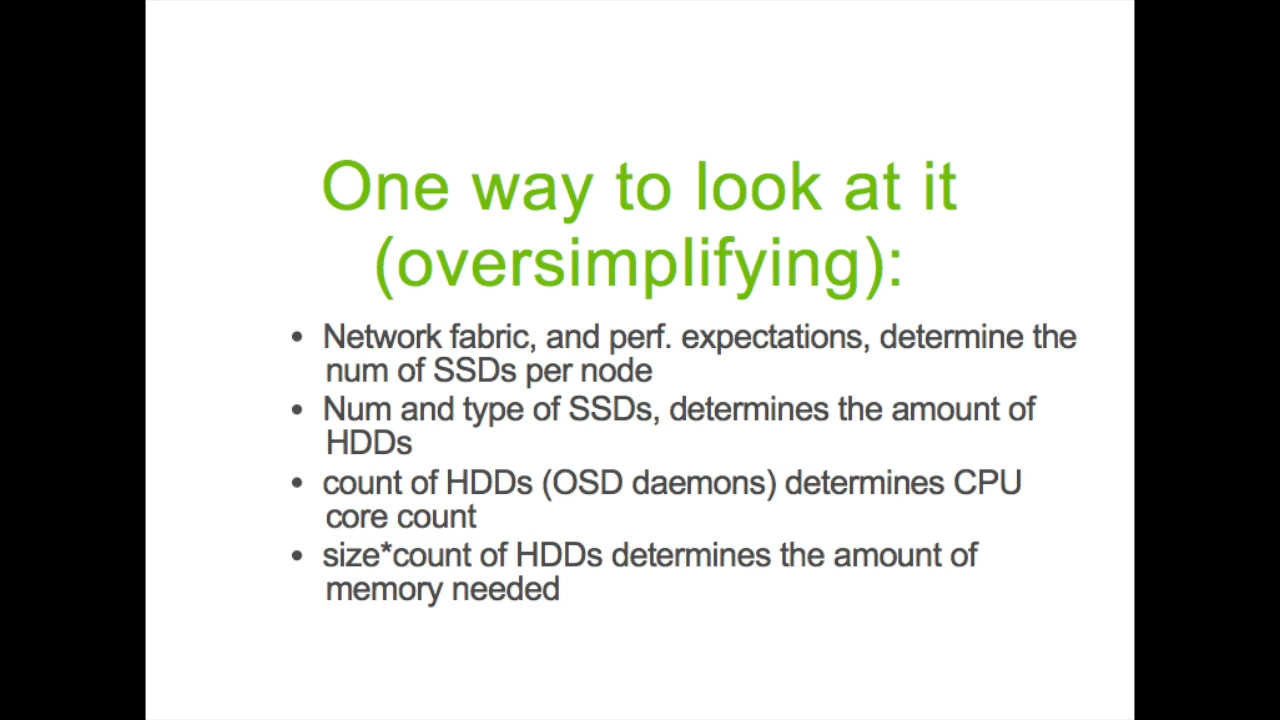 One way to look at it
(oversimplifying):
• Network fabric, and perf. expectations, determine the
num of SSDs per node
• Num and type of SSDs, determines the amount of
HDDs
• count of HDDs (OSD daemons) determines CPU
core count
• size*count of HDDs determines the amount of
memory needed